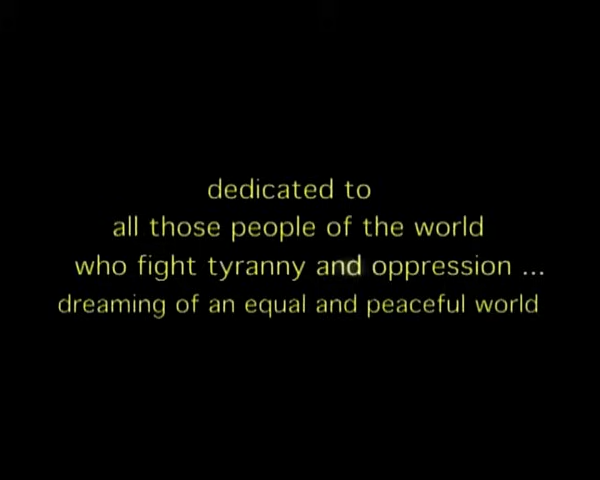 dedicated to
all those people of the world
who fight tyranny and oppression ...
dreaming of an equal and peaceful world